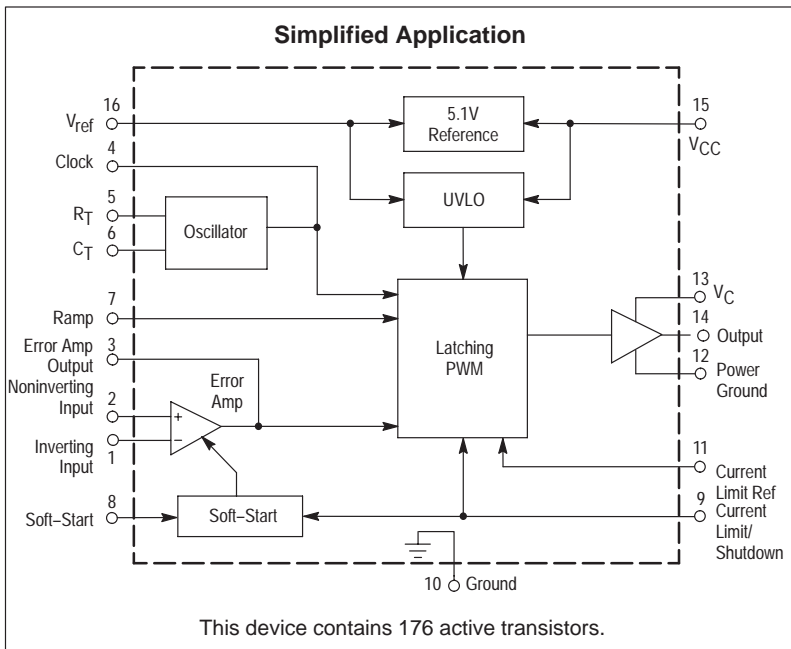 Simplified Application
16
Vref
4
Clock
5
RT
6
CT
Oscillator
5.1V
Reference
15
VCC
UVLO
7
Ramp
3
Error Amp
Output
2
Noninverting
Input
Inverting
Input
1
Error
Amp
+
−
Latching
PWM
13
VC
14
Output
12
Power
Ground
11
Current
Limit Ref
9
Current
Limit/
Shutdown
8
Soft–Start
Soft–Start
10
Ground
This device contains 176 active transistors.